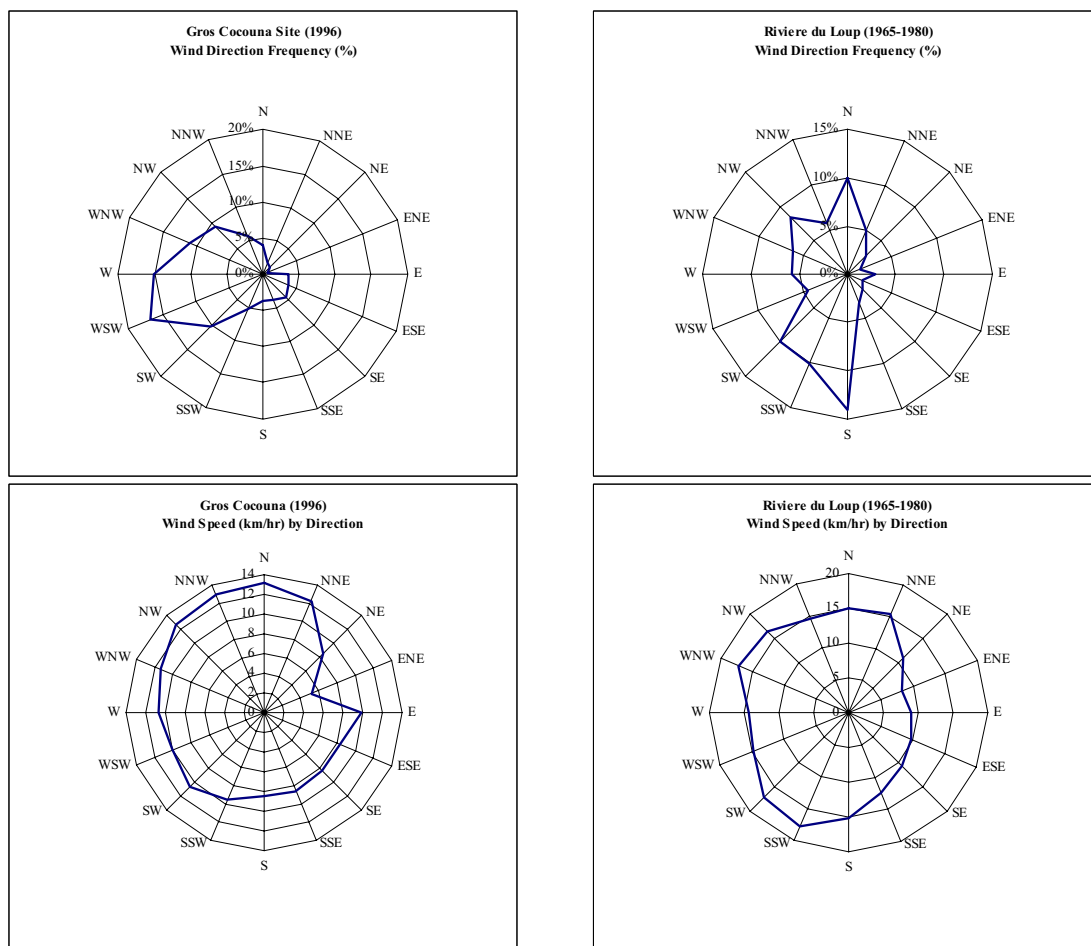 Gros Cocouna Site (1996)
Wind Direction Frequency (%)
N
NNE
NE
ENE
E
ESE
SE
SSE
S
SSW
SW
WSW
W
WNW
NW
NNW
20%
15%
10%
5%
0%
Riviere du Loup (1965-1980)
Wind Direction Frequency (%)
N
NNE
NE
ENE
E
ESE
SE
SSE
S
SSW
SW
WSW
W
WNW
NW
NNW
15%
10%
5%
0%
Gros Cocouna (1996)
Wind Speed (km/hr) by Direction
N
NNE
NE
ENE
E
ESE
SE
SSE
S
SSW
SW
WSW
W
WNW
NW
NNW
14
12
10
8
6
4
2
0
Riviere du Loup (1965-1980)
Wind Speed (km/hr) by Direction
N
NNE
NE
ENE
E
ESE
SE
SSE
S
SSW
SW
WSW
W
WNW
NW
NNW
20
15
10
5
0